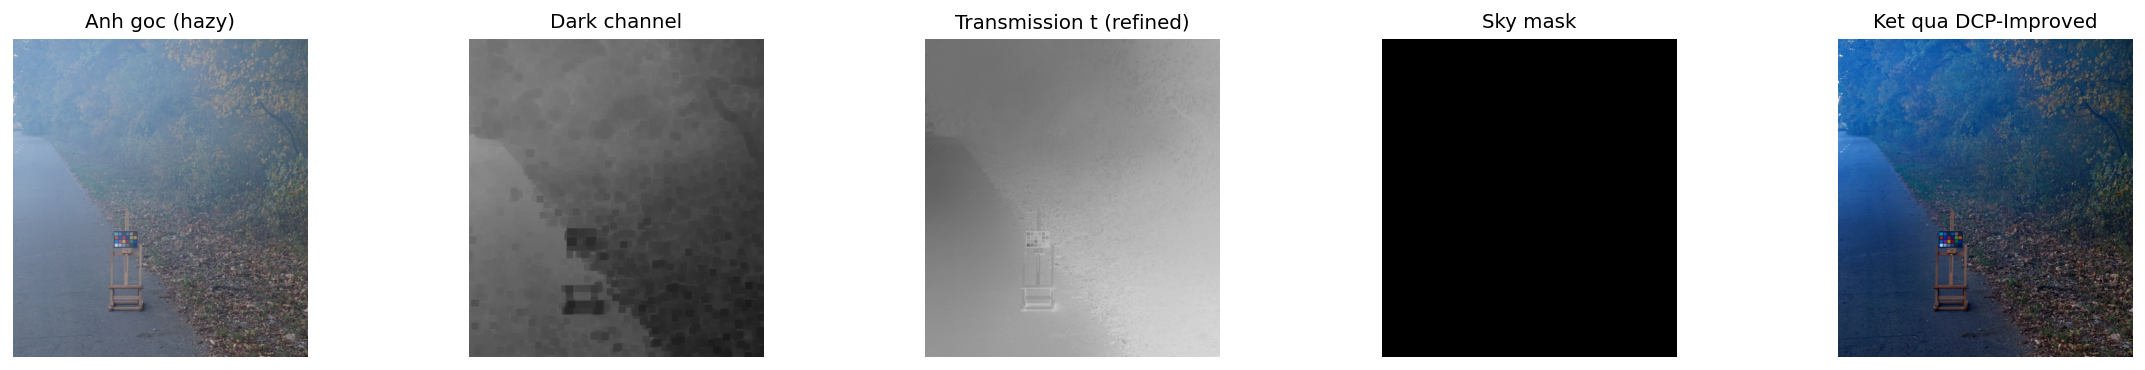 Anh goc (hazy)
Dark channel
Transmission t (refined)
Sky mask
Ket qua DCP-Improved